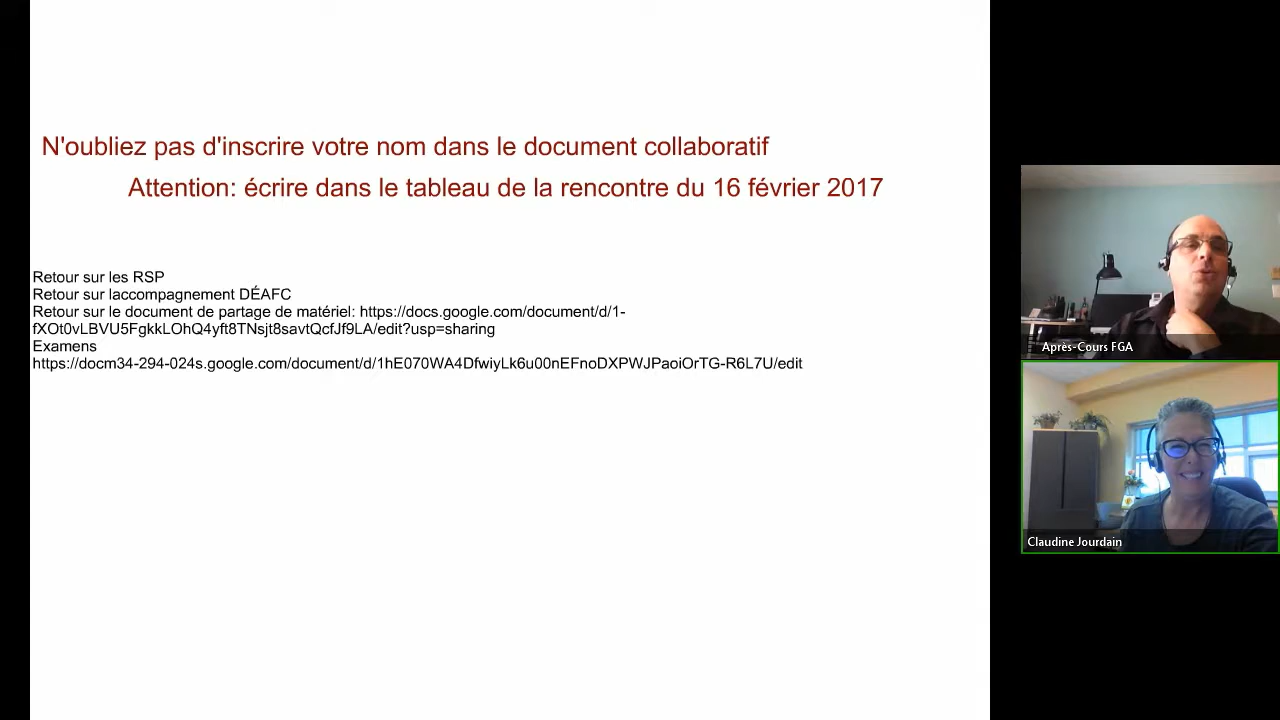 N'oubliez pas d'inscrire votre nom dans le document collaboratif
Attention: écrire dans le tableau de la rencontre du 16 février 2017
Retour sur les RSP
Retour sur laccompagnement DÉAFC
Retour sur le document de partage de matériel: https://docs.google.com/document/d/1-
fXOt0vLBVU5FgkkLOhQ4yft8TNsjt8savtQcfJf9LA/edit?usp=sharing
Examens
https://docm34-294-024s.google.com/document/d/1hE070WA4DfwiyLk6u00nEFnoDXPWJPaoiOrTG-R6L7U/edit
Après-Cours FGA
Claudine Jourdain